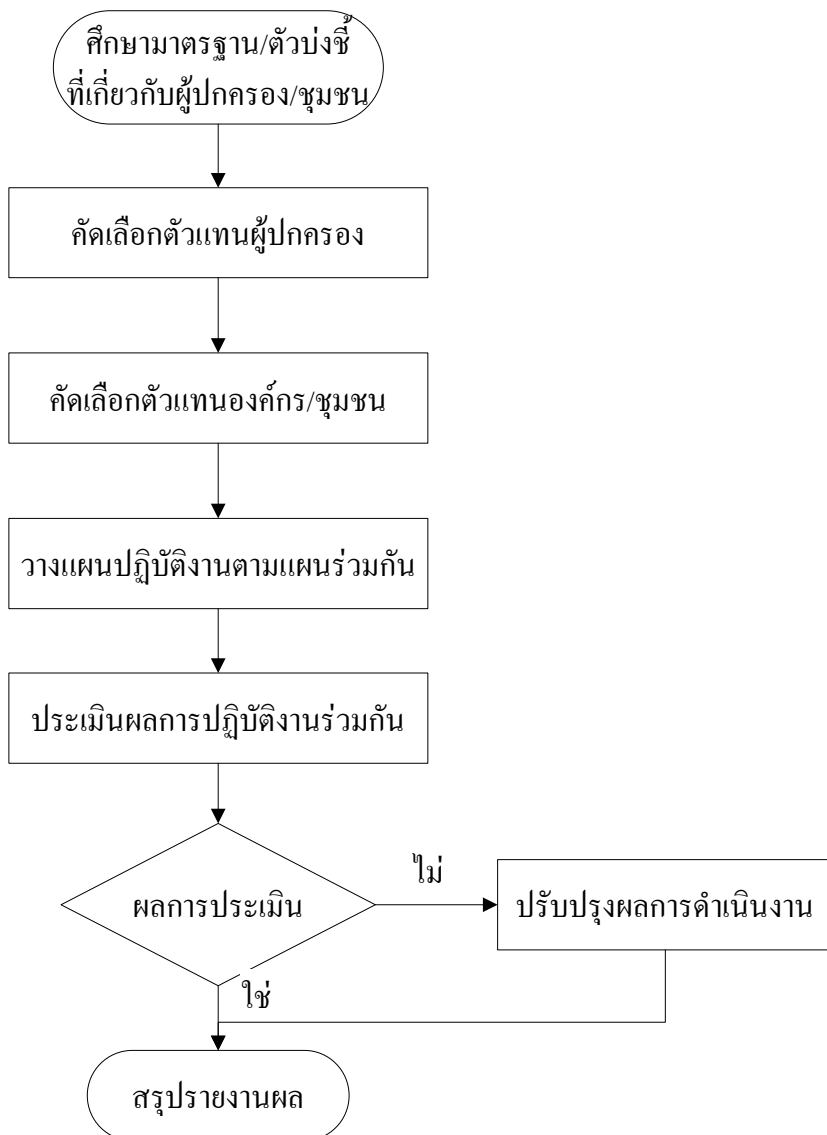 ศึกษามาตรฐาน/ตัวบ่งชี้
ที่เกี่ยวกับผู้ปกครอง/ชุมชน
คัดเลือกตัวแทนผู้ปกครอง
คัดเลือกตัวแทนองค์กร/ชุมชน
วางแผนปฏิบัติงานตามแผนร่วมกัน
ประเมินผลการปฏิบัติงานร่วมกัน
ผลการประเมิน
ไม่
ปรับปรุงผลการดำเนินงาน
ใช่
สรุปรายงานผล